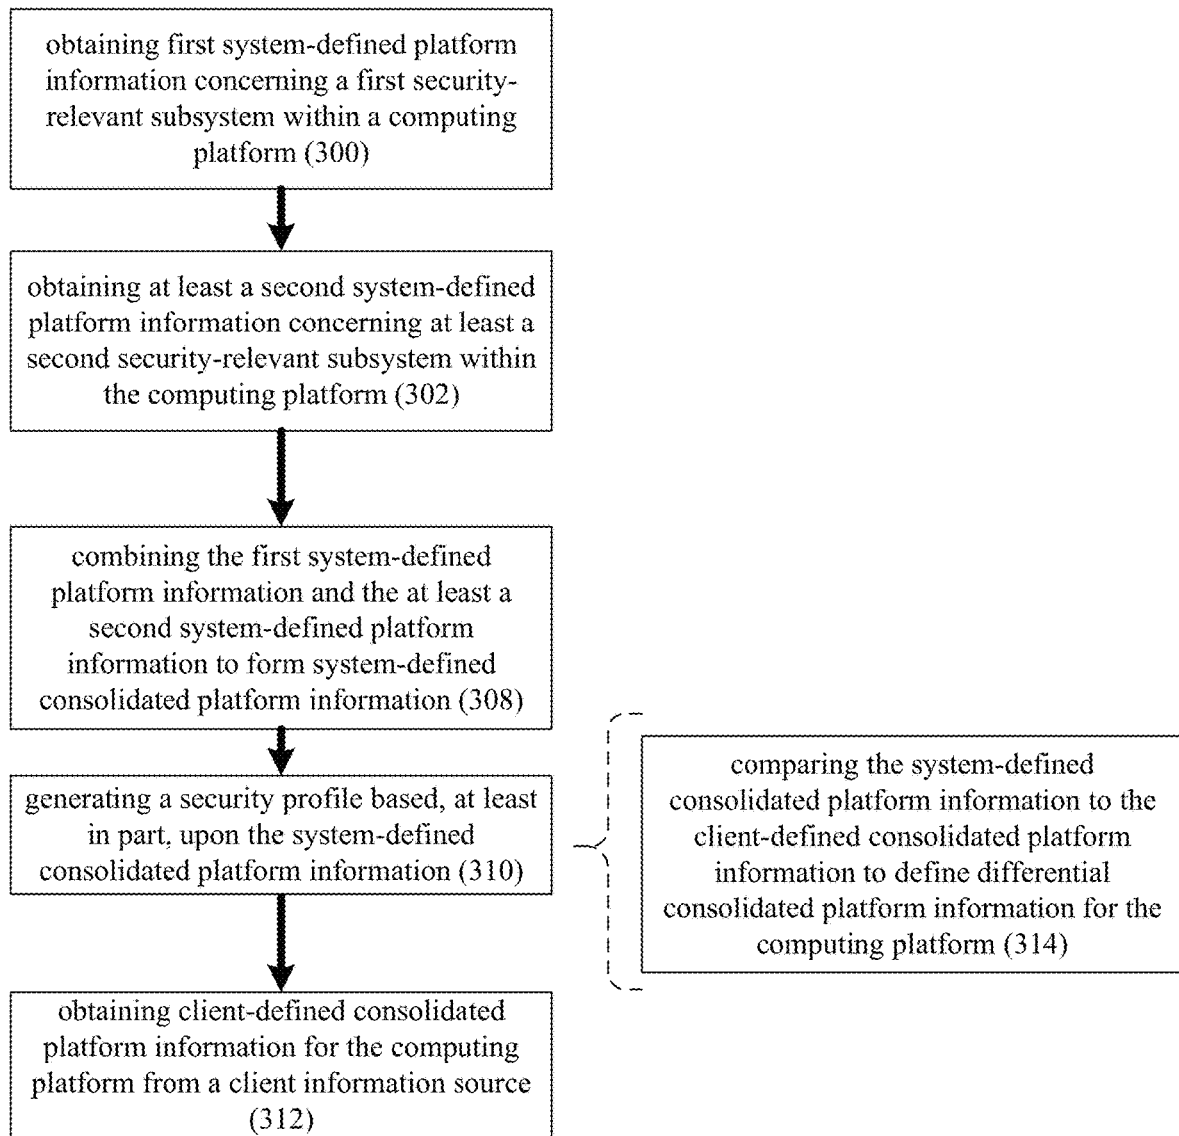 obtaining first system-defined platform
information concerning a first security-
relevant subsystem within a computing
platform (300)
obtaining at least a second system-defined
platform information concerning at least a
second security-relevant subsystem within
the computing platform (302)
combining the first system-defined
platform information and the at least a
second system-defined platform
information to form system-defined
consolidated platform information (308)
generating a security profile based, at least
in part, upon the system-defined
consolidated platform information (310)
comparing the system-defined
consolidated platform information to the
client-defined consolidated platform
information to define differential
consolidated platform information for the
computing platform (314)
obtaining client-defined consolidated
platform information for the computing
platform from a client information source
(312)